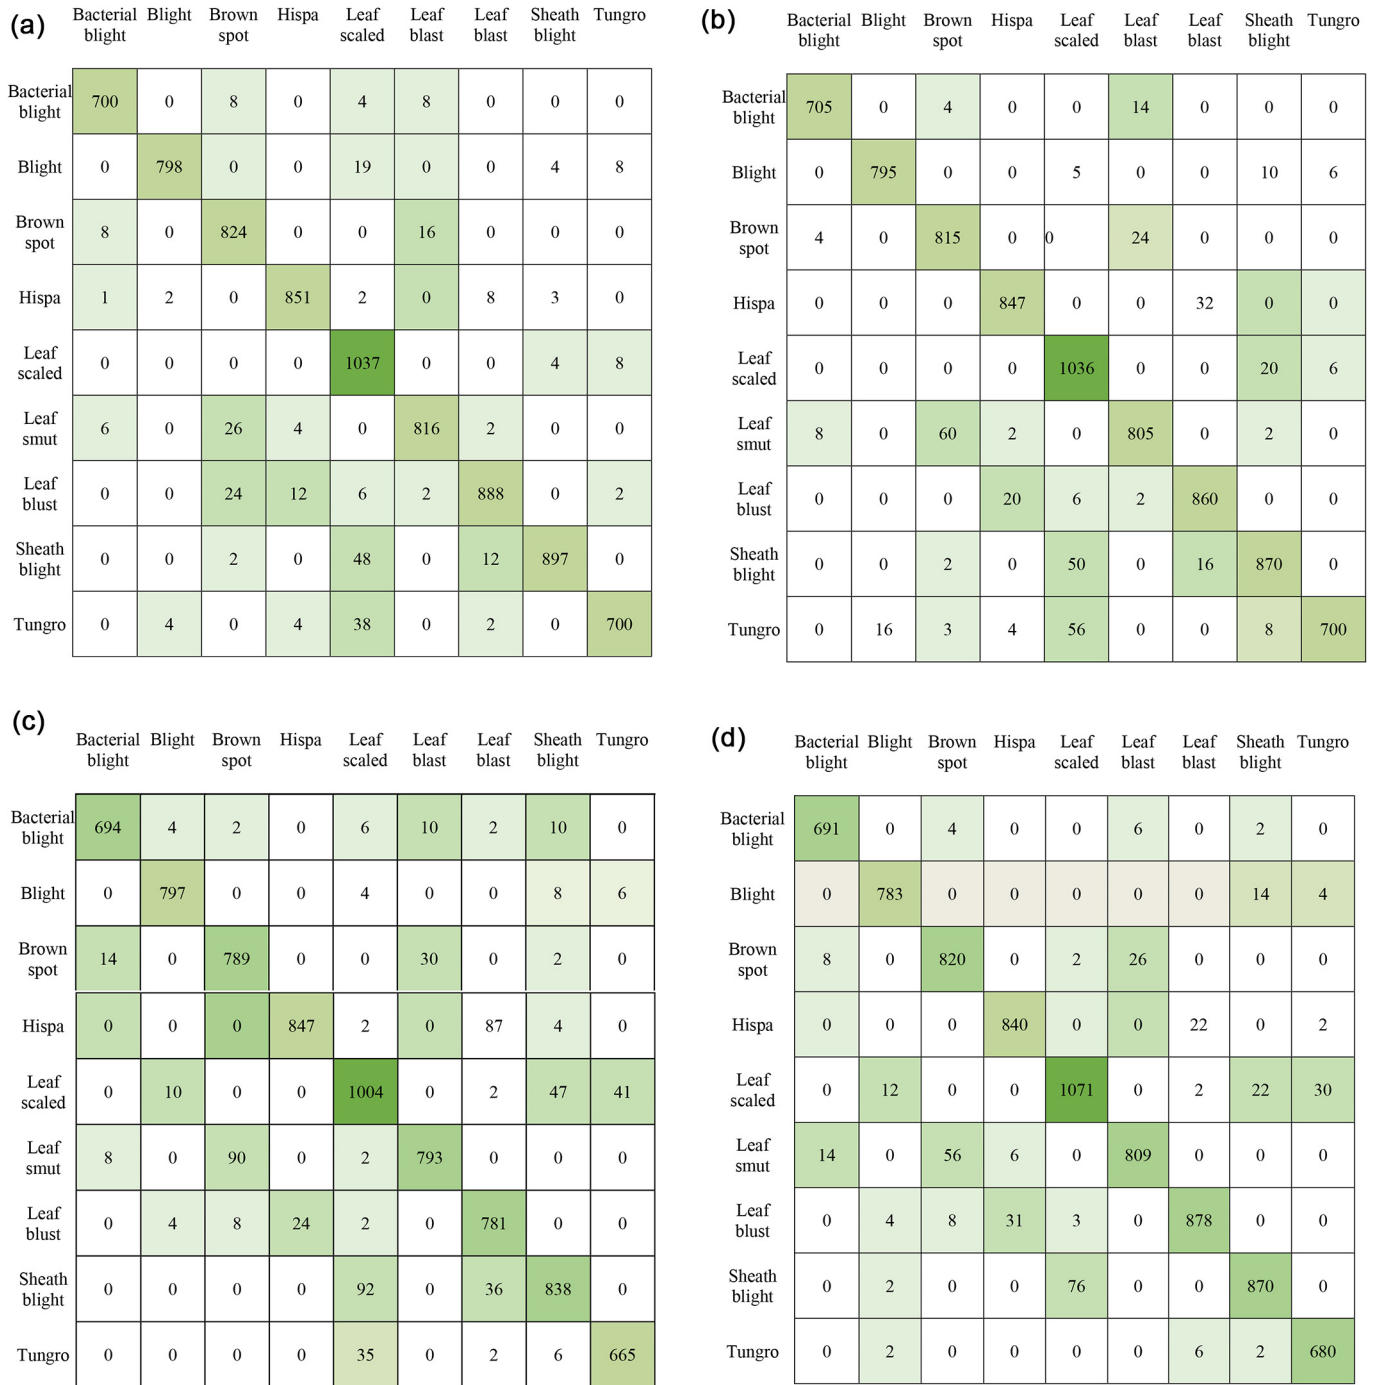 (a)
Bacterial Blight Brown Hispa Leaf Leaf Leaf Sheath Tungro
blight spot scaled blast blast blight
Bacterial
blight 700 0 8 0 4 8 0 0 0
Blight 0 798 0 0 19 0 0 4 8
Brown
spot 8 0 824 0 0 16 0 0 0
Hispa 1 2 0 851 2 0 8 3 0
Leaf
scaled 0 0 0 0 1037 0 0 4 8
Leaf
smut 6 0 26 4 0 816 2 0 0
Leaf
blust 0 0 24 12 6 2 888 0 2
Sheath
blight 0 0 2 0 48 0 12 897 0
Tungro 0 4 0 4 38 0 2 0 700
(b)
Bacterial Blight Brown Hispa Leaf Leaf Leaf Sheath Tungro
blight spot scaled blast blast blight
Bacterial
blight 705 0 4 0 0 14 0 0 0
Blight 0 795 0 0 5 0 0 10 6
Brown
spot 4 0 815 0 0 24 0 0 0
Hispa 0 0 0 847 0 0 32 0 0
Leaf
scaled 0 0 0 0 1036 0 0 20 6
Leaf
smut 8 0 60 2 0 805 0 2 0
Leaf
blust 0 0 0 20 6 2 860 0 0
Sheath
blight 0 0 2 0 50 0 16 870 0
Tungro 0 16 3 4 56 0 0 8 700
(c)
Bacterial Blight Brown Hispa Leaf Leaf Leaf Sheath Tungro
blight spot scaled blast blast blight
Bacterial
blight 694 4 2 0 6 10 2 10 0
Blight 0 797 0 0 4 0 0 8 6
Brown
spot 14 0 789 0 0 30 0 2 0
Hispa 0 0 0 847 2 0 87 4 0
Leaf
scaled 0 10 0 0 1004 0 2 47 41
Leaf
smut 8 0 90 0 2 793 0 0 0
Leaf
blust 0 4 8 24 2 0 781 0 0
Sheath
blight 0 0 0 0 92 0 36 838 0
Tungro 0 0 0 0 35 0 2 6 665
(d)
Bacterial Blight Brown Hispa Leaf Leaf Leaf Sheath Tungro
blight spot scaled blast blast blight
Bacterial
blight 691 0 4 0 0 6 0 2 0
Blight 0 783 0 0 0 0 0 14 4
Brown
spot 8 0 820 0 2 26 0 0 0
Hispa 0 0 0 840 0 0 22 0 2
Leaf
scaled 0 12 0 0 1071 0 2 22 30
Leaf
smut 14 0 56 6 0 809 0 0 0
Leaf
blust 0 4 8 31 3 0 878 0 0
Sheath
blight 0 2 0 0 76 0 0 870 0
Tungro 0 2 0 0 0 0 6 2 680